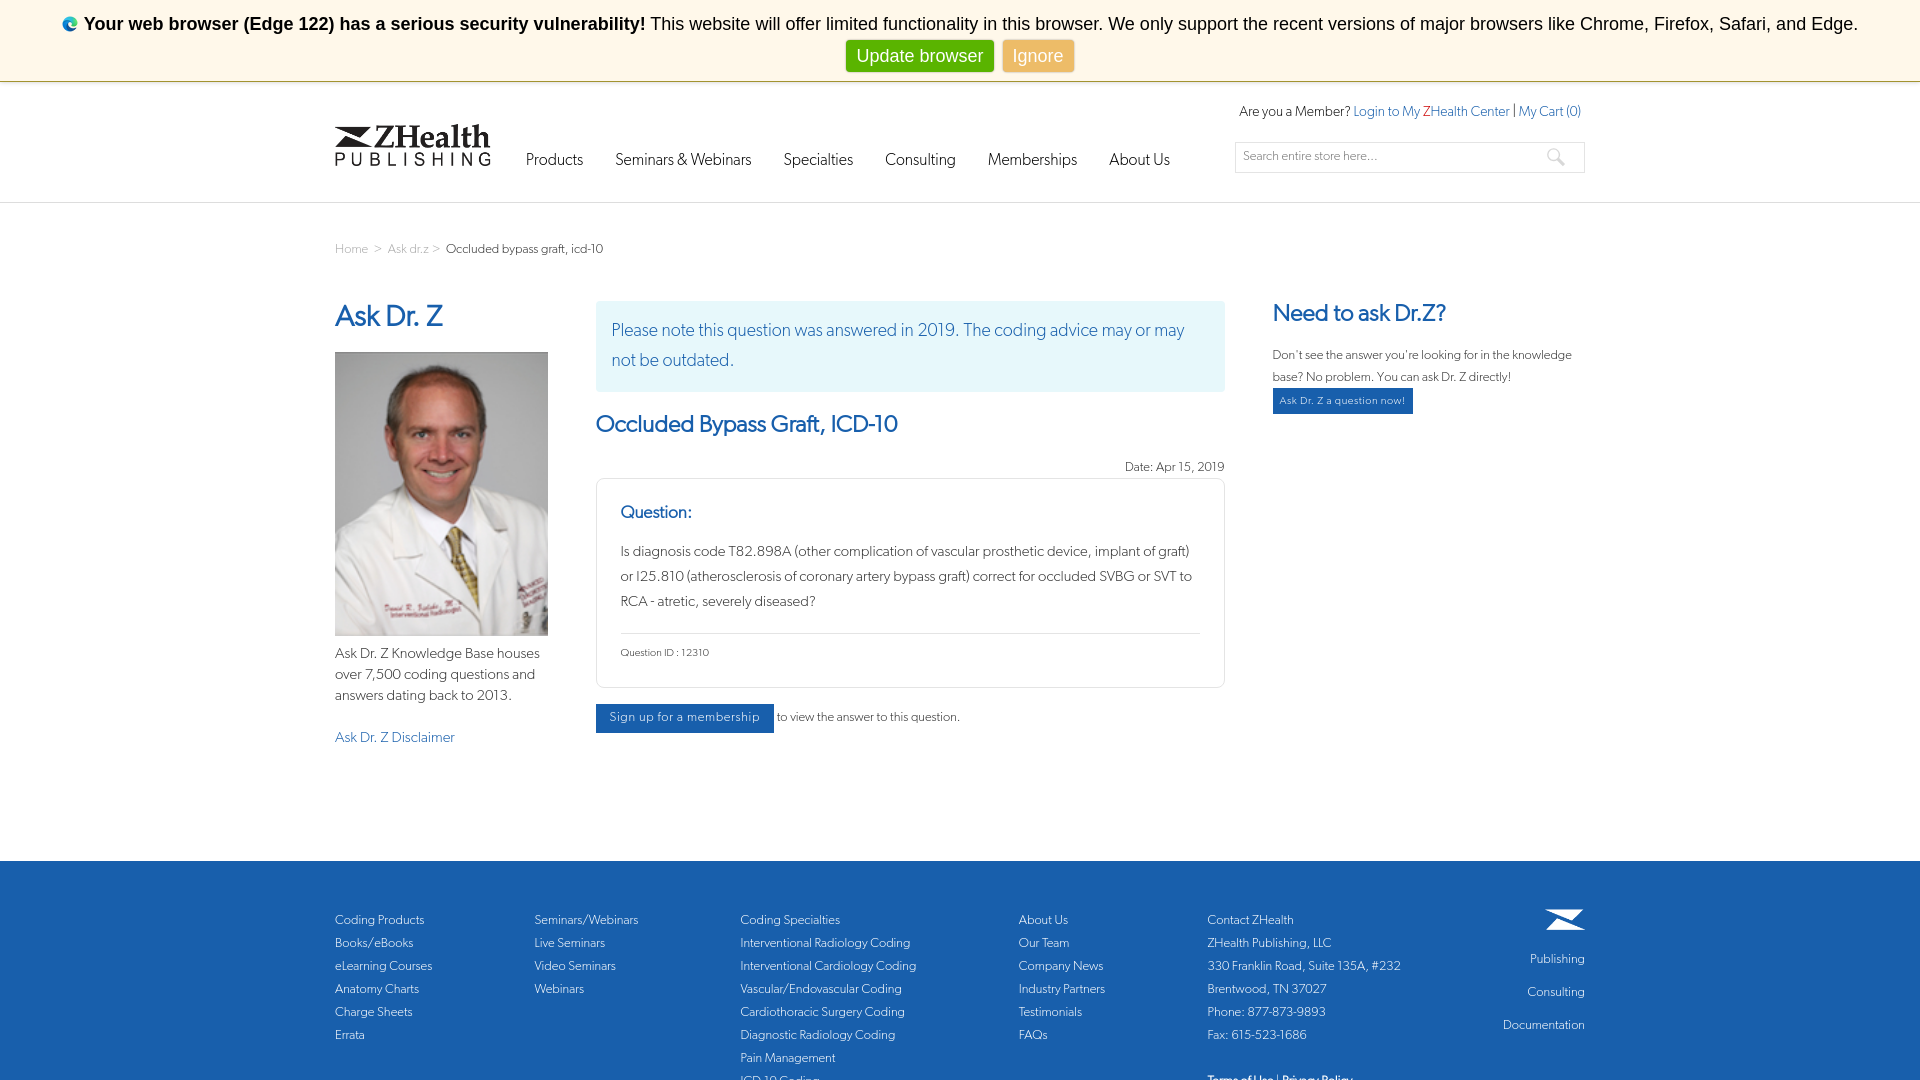 Your web browser (Edge 122) has a serious security vulnerability! This website will offer limited functionality in this browser. We only support the recent versions of major browsers like Chrome, Firefox, Safari, and Edge.
Update browser Ignore
Are you a Member? Login to My ZHealth Center | My Cart (0)
ZHealth
PUBLISHING
Products Seminars & Webinars Specialties Consulting Memberships About Us
Search entire store here...
Home > Ask dr.z > Occluded bypass graft, icd-10
Ask Dr. Z
Ask Dr. Z Knowledge Base houses
over 7,500 coding questions and
answers dating back to 2013.
Ask Dr. Z Disclaimer
Please note this question was answered in 2019. The coding advice may or may
not be outdated.
Occluded Bypass Graft, ICD-10
Date: Apr 15, 2019
Question:
Is diagnosis code T82.898A (other complication of vascular prosthetic device, implant of graft)
or I25.810 (atherosclerosis of coronary artery bypass graft) correct for occluded SVBG or SVT to
RCA - atretic, severely diseased?
Question ID : 12310
Sign up for a membership to view the answer to this question.
Need to ask Dr.Z?
Don't see the answer you're looking for in the knowledge
base? No problem. You can ask Dr. Z directly!
Ask Dr. Z a question now!
Coding Products
Books/eBooks
eLearning Courses
Anatomy Charts
Charge Sheets
Errata
Seminars/Webinars
Live Seminars
Video Seminars
Webinars
Coding Specialties
Interventional Radiology Coding
Interventional Cardiology Coding
Vascular/Endovascular Coding
Cardiothoracic Surgery Coding
Diagnostic Radiology Coding
Pain Management
ICD-10 Coding
About Us
Our Team
Company News
Industry Partners
Testimonials
FAQs
Contact ZHealth
ZHealth Publishing, LLC
330 Franklin Road, Suite 135A, #232
Brentwood, TN 37027
Phone: 877-873-9893
Fax: 615-523-1686
Terms of Use | Privacy Policy
Publishing
Consulting
Documentation